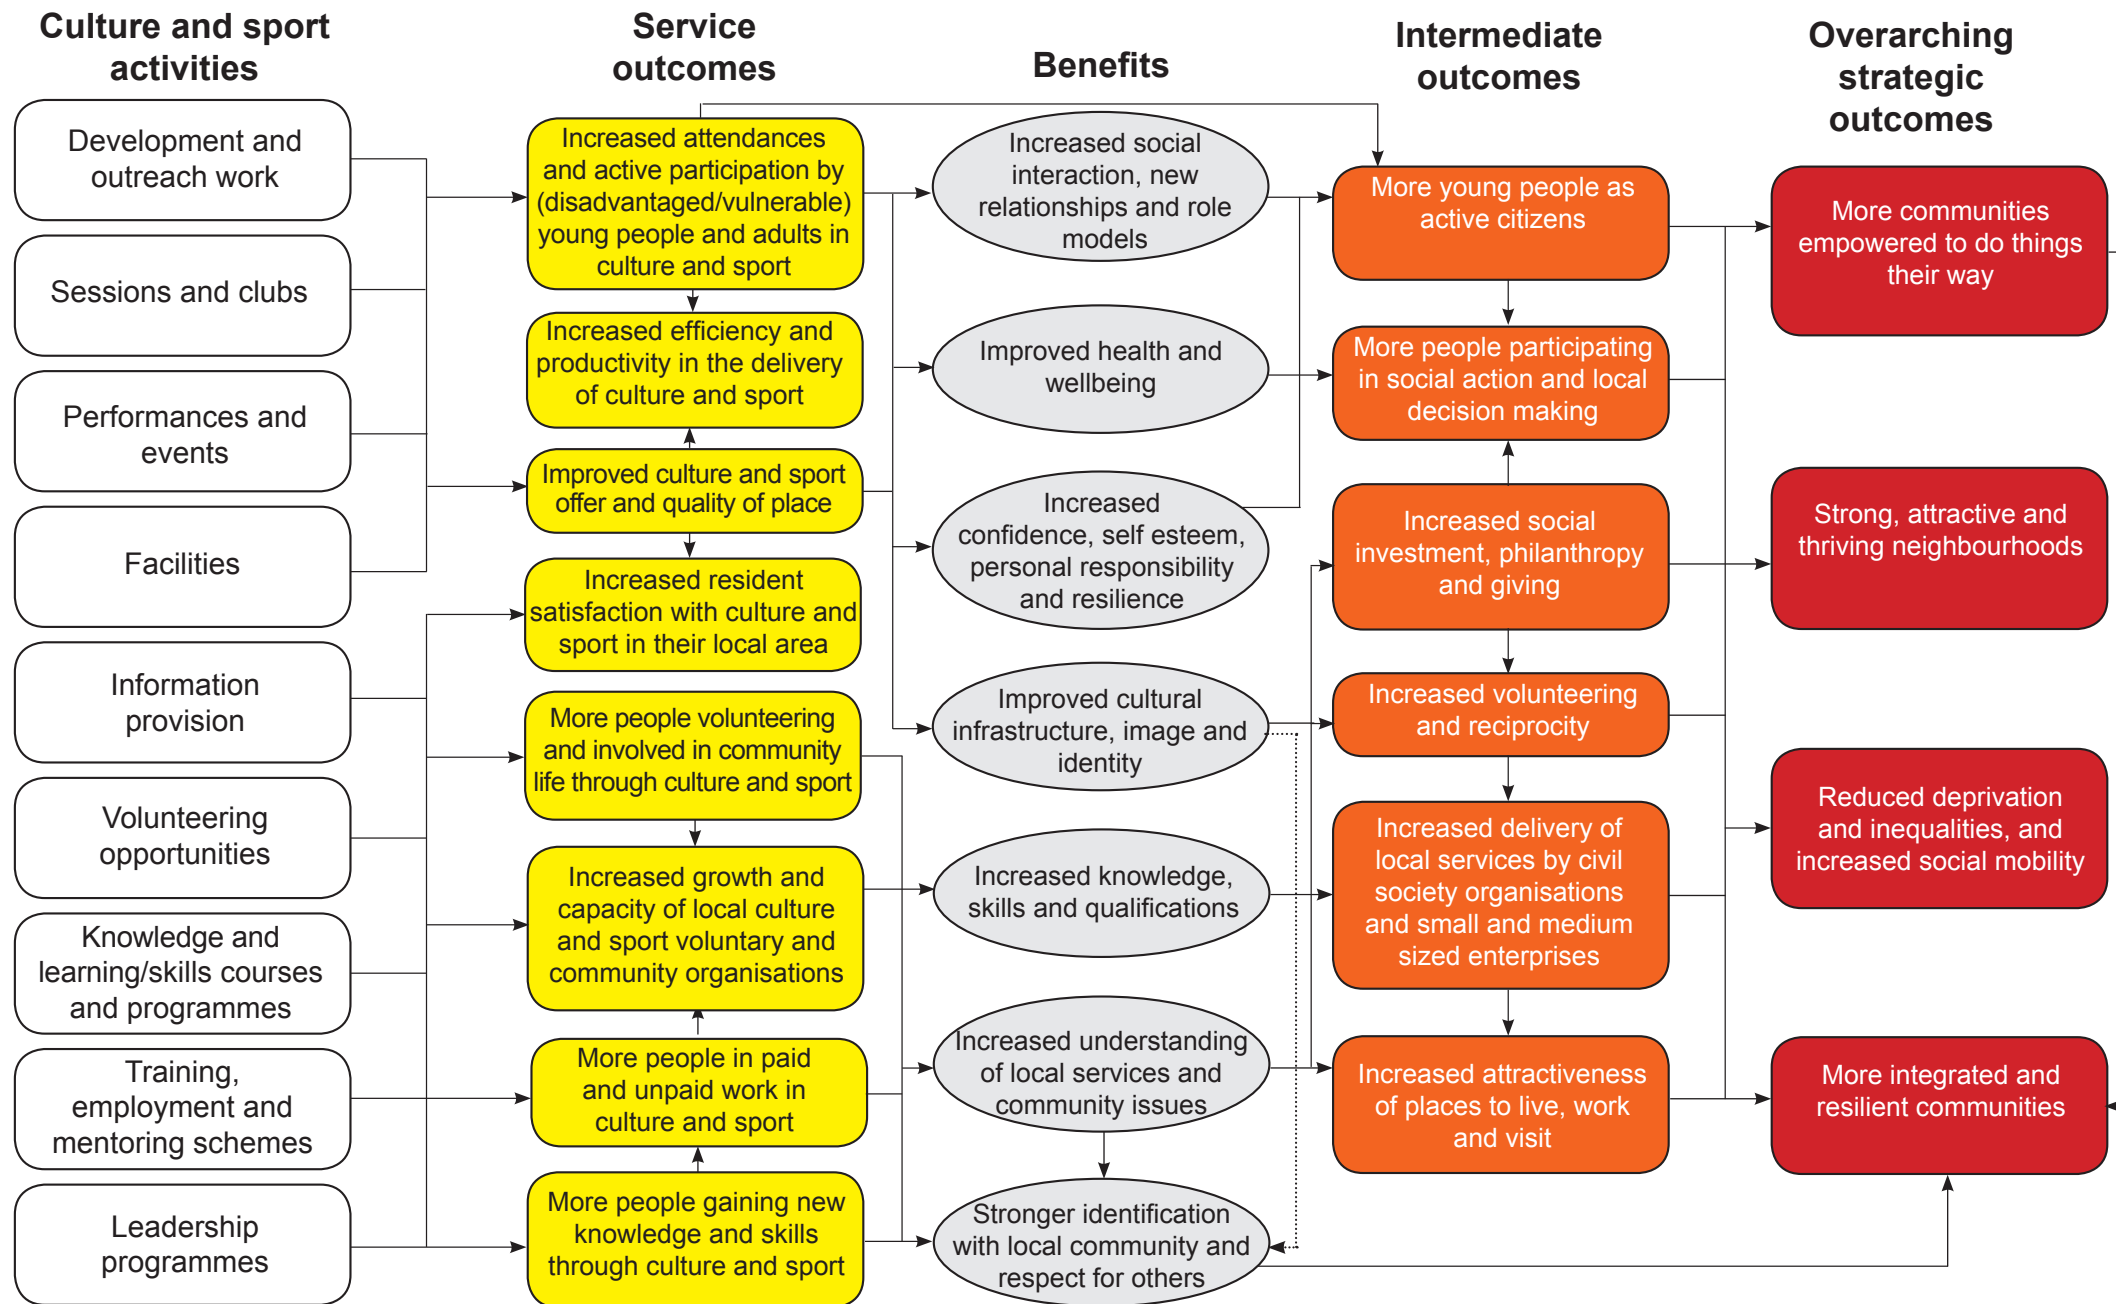 Culture and sport
activities
Development and
outreach work
Sessions and clubs
Performances and
events
Facilities
Information
provision
Volunteering
opportunities
Knowledge and
learning/skills courses
and programmes
Training,
employment and
mentoring schemes
Leadership
programmes
Service
outcomes
Increased attendances
and active participation by
(disadvantaged/vulnerable)
young people and adults in
culture and sport
Increased efficiency and
productivity in the delivery
of culture and sport
Improved culture and sport
offer and quality of place
Increased resident
satisfaction with culture and
sport in their local area
More people volunteering
and involved in community
life through culture and sport
Increased growth and
capacity of local culture
and sport voluntary and
community organisations
More people in paid
and unpaid work in
culture and sport
More people gaining new
knowledge and skills
through culture and sport
Benefits
Increased social
interaction, new
relationships and role
models
Improved health and
wellbeing
Increased
confidence, self esteem,
personal responsibility
and resilience
Improved cultural
infrastructure, image and
identity
Increased knowledge,
skills and qualifications
Increased understanding
of local services and
community issues
Stronger identification
with local community and
respect for others
Intermediate
outcomes
More young people as
active citizens
More people participating
in social action and local
decision making
Increased social
investment, philanthropy
and giving
Increased volunteering
and reciprocity
Increased delivery of
local services by civil
society organisations
and small and medium
sized enterprises
Increased attractiveness
of places to live, work
and visit
Overarching
strategic
outcomes
More communities
empowered to do things
their way
Strong, attractive and
thriving neighbourhoods
Reduced deprivation
and inequalities, and
increased social mobility
More integrated and
resilient communities